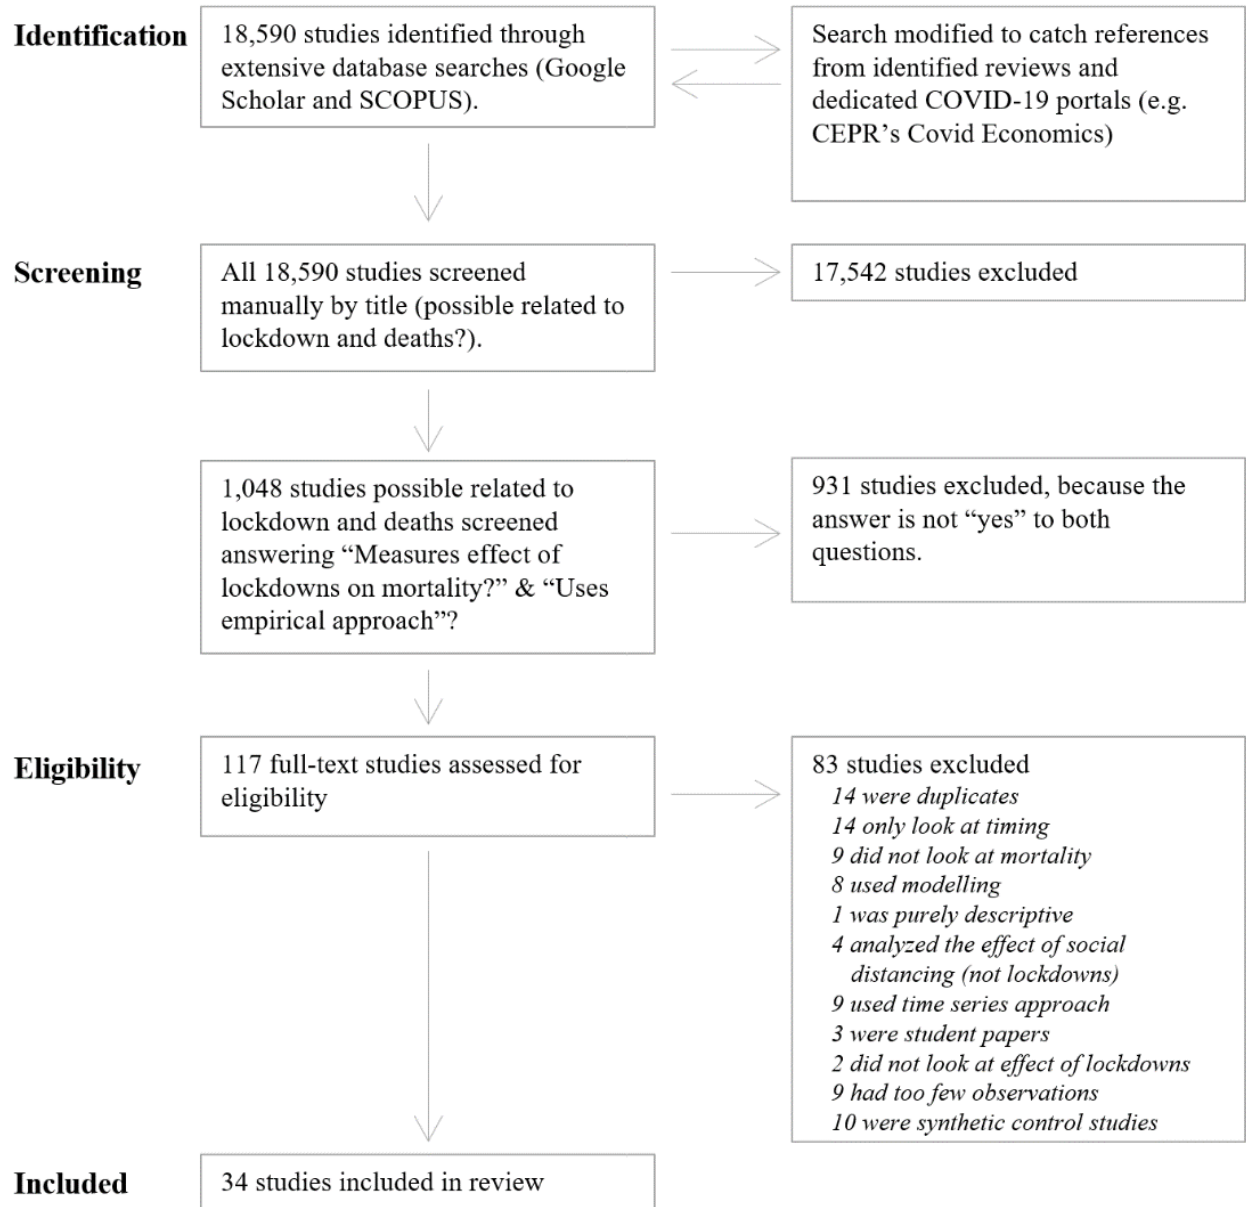 Identification
18,590 studies identified through
extensive database searches (Google
Scholar and SCOPUS).
Search modified to catch references
from identified reviews and
dedicated COVID-19 portals (e.g.
CEPR’s Covid Economics)
Screening
All 18,590 studies screened
manually by title (possible related to
lockdown and deaths?).
17,542 studies excluded
1,048 studies possible related to
lockdown and deaths screened
answering “Measures effect of
lockdowns on mortality?” & “Uses
empirical approach”?
931 studies excluded, because the
answer is not “yes” to both
questions.
Eligibility
117 full-text studies assessed for
eligibility
83 studies excluded
14 were duplicates
14 only look at timing
9 did not look at mortality
8 used modelling
1 was purely descriptive
4 analyzed the effect of social
distancing (not lockdowns)
9 used time series approach
3 were student papers
2 did not look at effect of lockdowns
9 had too few observations
10 were synthetic control studies
Included
34 studies included in review